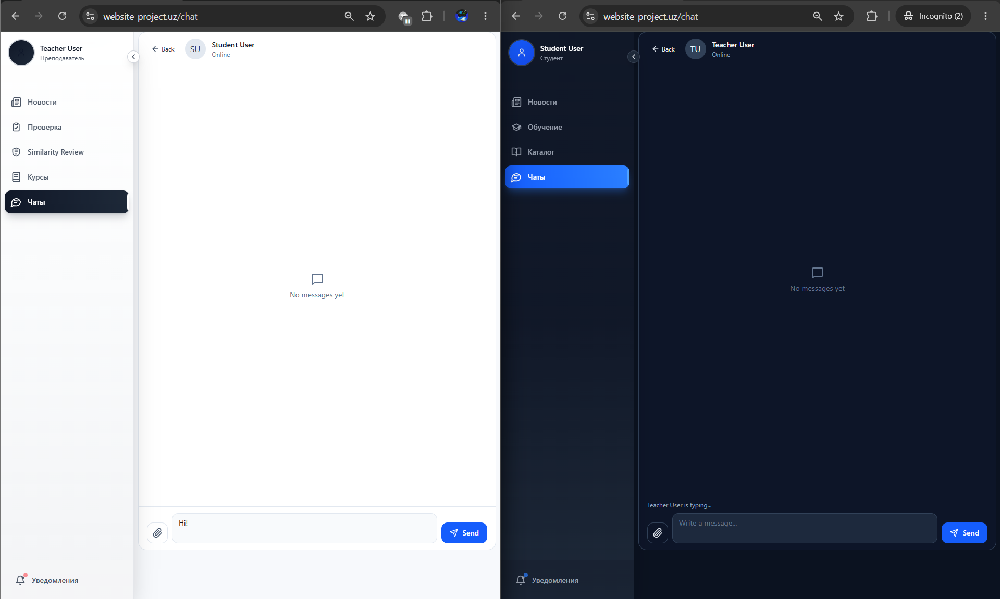 website-project.uz/chat
Teacher User
Преподаватель
Новости
Проверка
Similarity Review
Курсы
Чаты
Уведомления
Back
SU
Student User
Online
No messages yet
Hi!
Send
website-project.uz/chat
Incognito (2)
Student User
Студент
Новости
Обучение
Каталог
Чаты
Уведомления
Back
TU
Teacher User
Online
No messages yet
Teacher User is typing...
Write a message...
Send